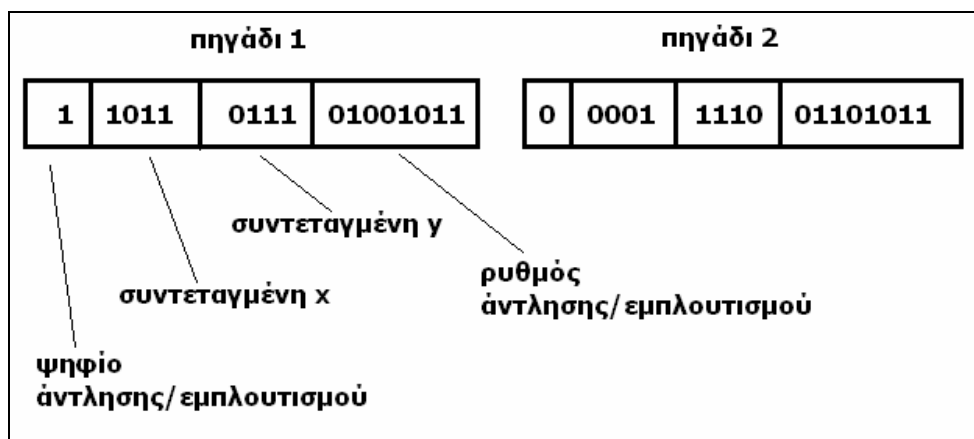 πηγάδι 1 πηγάδι 2
1 1011 0111 01001011 0 0001 1110 01101011
συντεταγμένη y
ρυθμός
άντλησης/εμπλουτισμού
συντεταγμένη x
ψηφίο
άντλησης/εμπλουτισμού